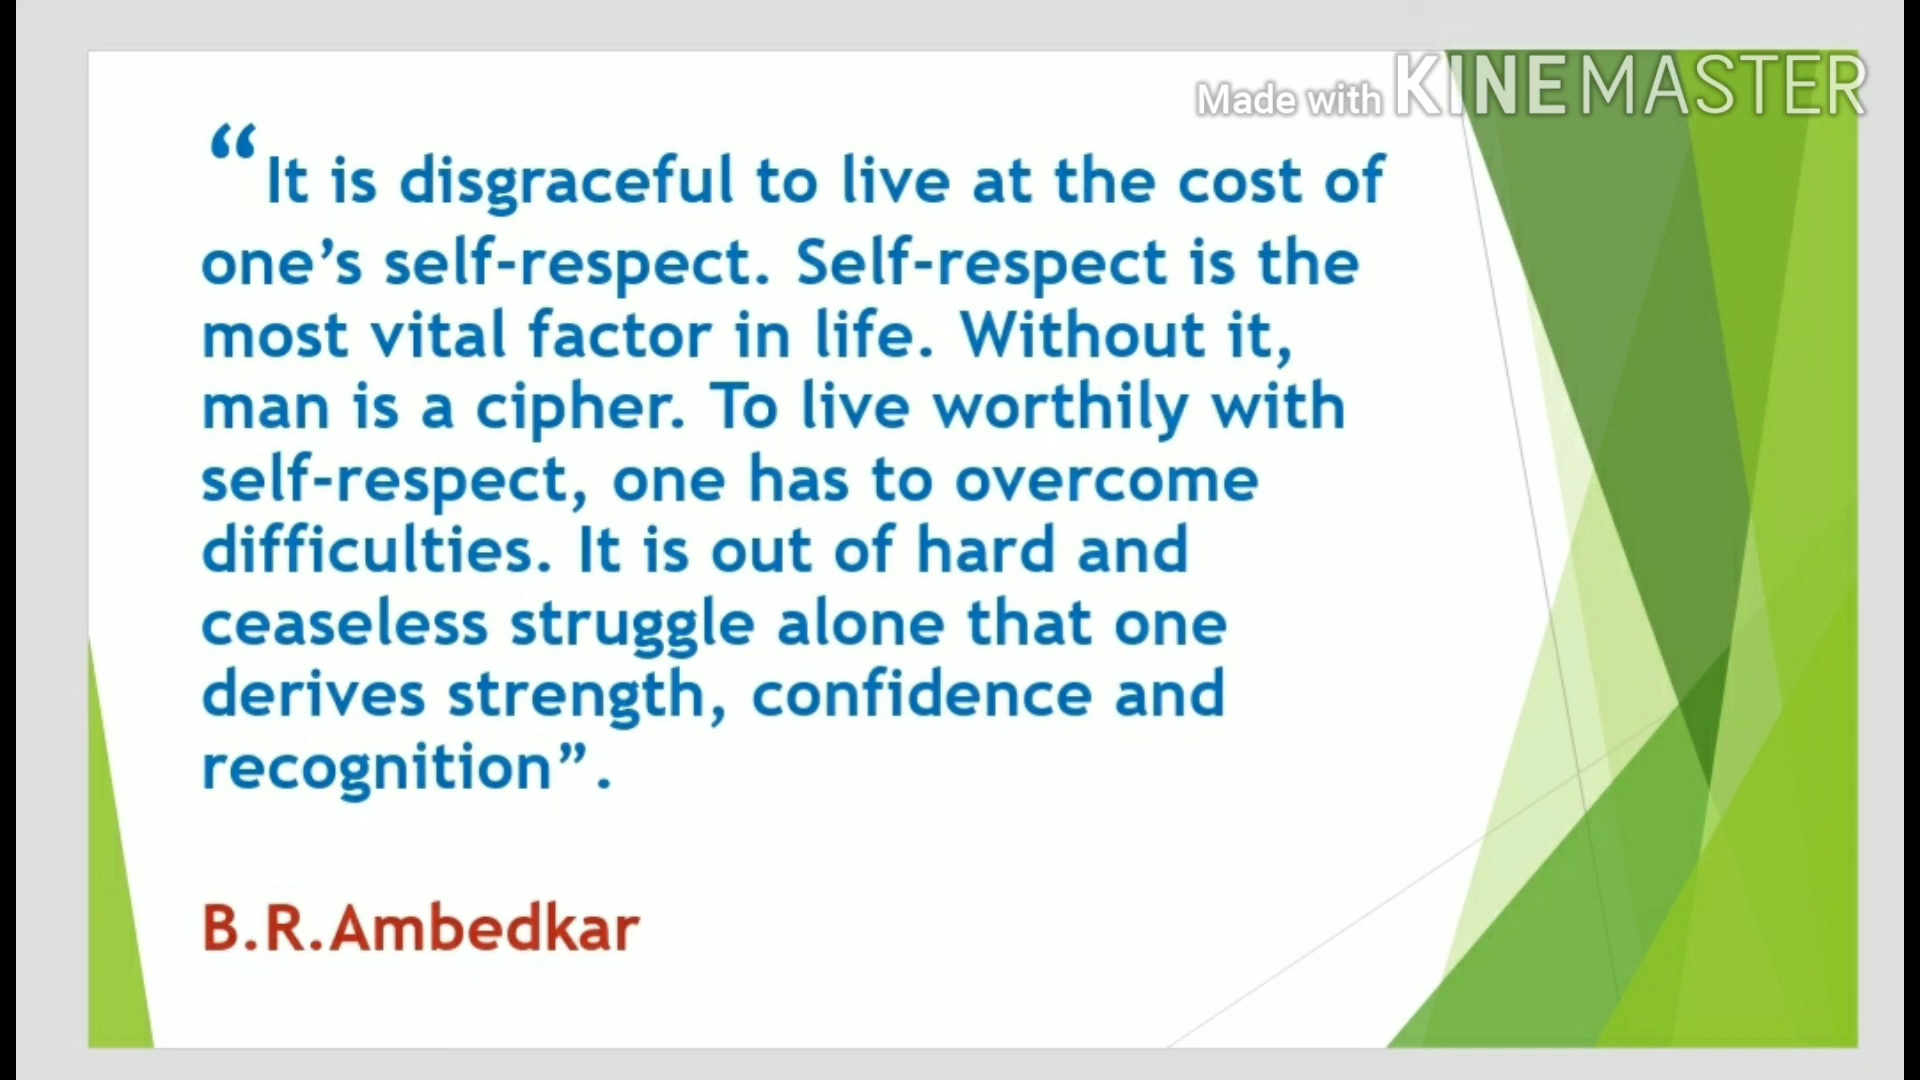 Made with KINEMASTER
“It is disgraceful to live at the cost of
one’s self-respect. Self-respect is the
most vital factor in life. Without it,
man is a cipher. To live worthily with
self-respect, one has to overcome
difficulties. It is out of hard and
ceaseless struggle alone that one
derives strength, confidence and
recognition”.
B.R.Ambedkar